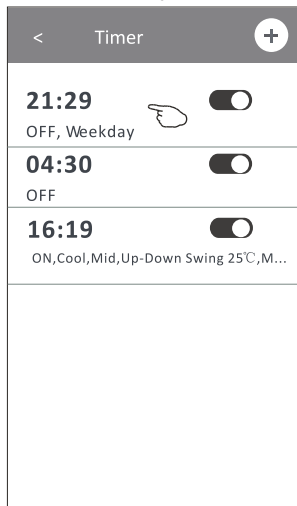 < Timer +
21:29
OFF, Weekday
04:30
OFF
16:19
ON,Cool,Mid,Up-Down Swing 25℃,M...